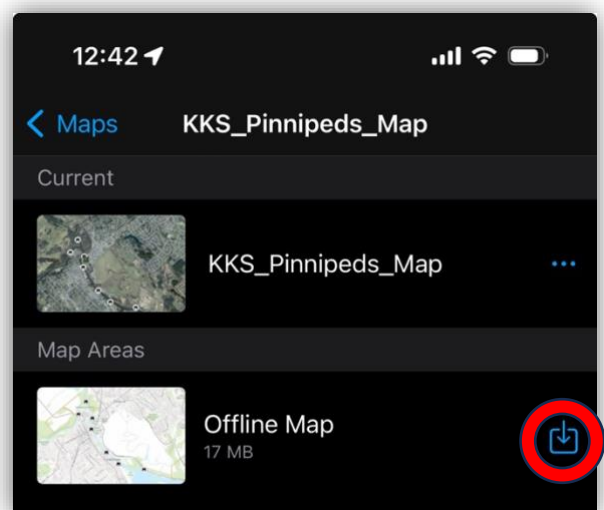 12:42
Maps KKS_Pinnipeds_Map
Current
KKS_Pinnipeds_Map
Map Areas
Offline Map
17 MB